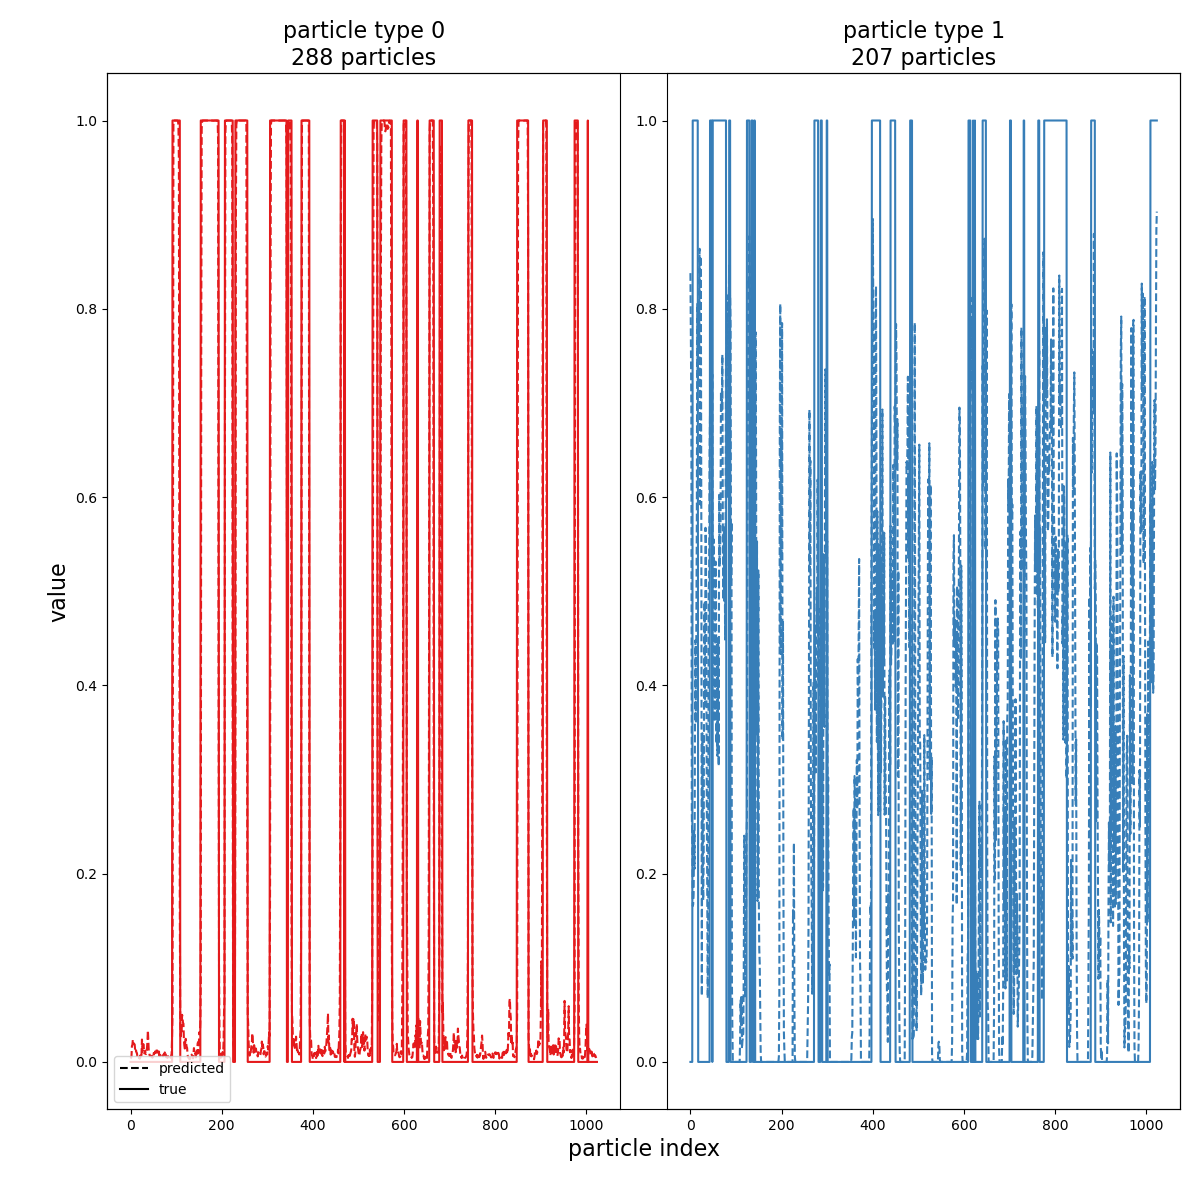 particle type 0
288 particles
particle type 1
207 particles
1.0
0.8
0.6
0.4
0.2
0.0
1.0
0.8
0.6
0.4
0.2
0.0
value
predicted
true
0 200 400 600 800 1000
0 200 400 600 800 1000
particle index